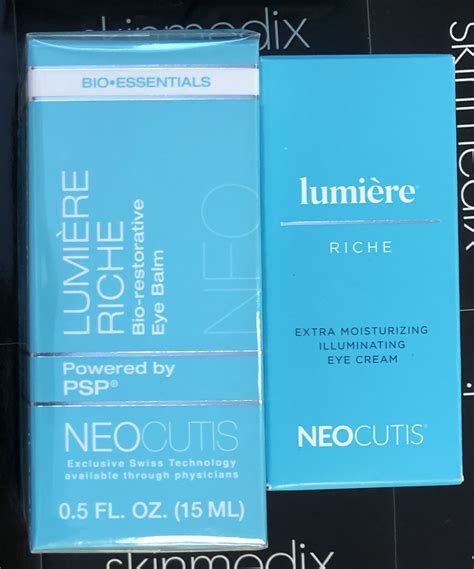 skinmedix
BIO•ESSENTIALS
LUMIÈRE
RICHE
Bio-restorative
Eye Balm
NEO
Powered by
PSP®
NEOCUTIS
Exclusive Swiss Technology
available through physicians
0.5 FL. OZ. (15 ML)
lumière®
RICHE
EXTRA MOISTURIZING
ILLUMINATING
EYE CREAM
NEOCUTIS®
skinmedix
skinmedix